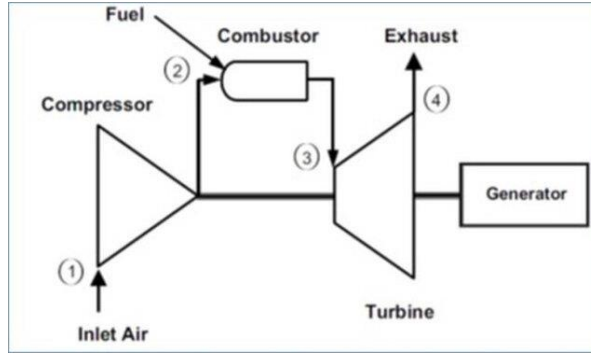 Fuel
Combustor
Exhaust
②
④
Compressor
③
Generator
①
Turbine
Inlet Air